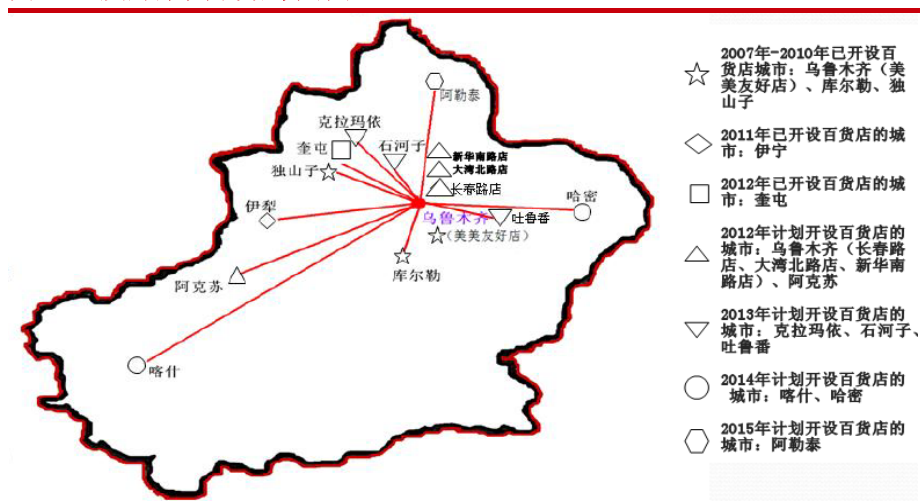 阿勒泰
克拉玛依
石河子
奎屯
新华南路店
独山子
大湾北路店
长春路店
哈密
伊犁
乌鲁木齐
吐鲁番
(美美友好店)
库尔勒
阿克苏
喀什
2007年-2010年已开设百
货店城市：乌鲁木齐（美
美友好店）、库尔勒、独
山子
2011年已开设百货店的城
市：伊宁
2012年已开设百货店的城
市：奎屯
2012年计划开设百货店的
城市：乌鲁木齐（长春路
店、大湾北路店、新华南
路店）、阿克苏
2013年计划开设百货店的
城市：克拉玛依、石河子、
吐鲁番
2014年计划开设百货店的
城市：喀什、哈密
2015年计划开设百货店的
城市：阿勒泰